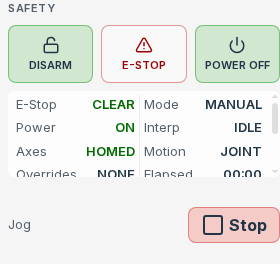 SAFETY
DISARM E-STOP POWER OFF
E-Stop CLEAR Mode MANUAL
Power ON Interp IDLE
Axes HOMED Motion JOINT
Overrides NONE Elapsed 00:00
Jog Stop